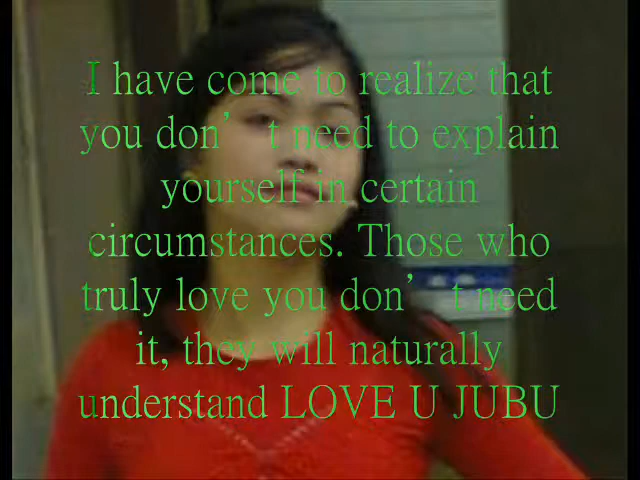 I have come to realize that
you don’t need to explain
yourself in certain
circumstances. Those who
truly love you don’t need
it, they will naturally
understand LOVE U JUBU